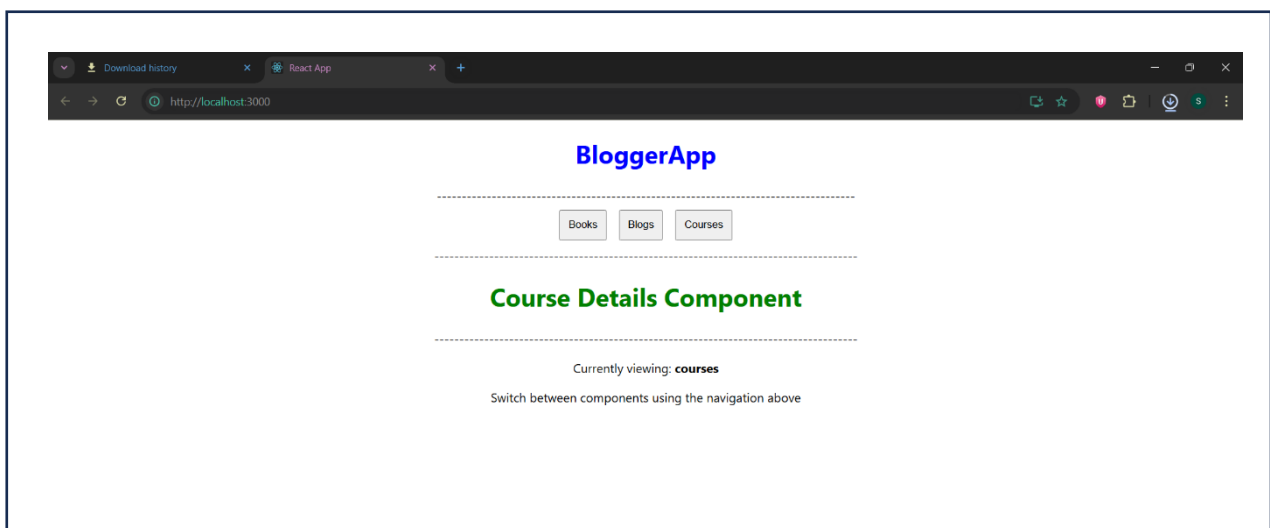 Download history React App
http://localhost:3000 S
BloggerApp
--------------------------------------------------------------------------------
Books Blogs Courses
---------------------------------------------------------------------------------
Course Details Component
---------------------------------------------------------------------------------
Currently viewing: courses
Switch between components using the navigation above